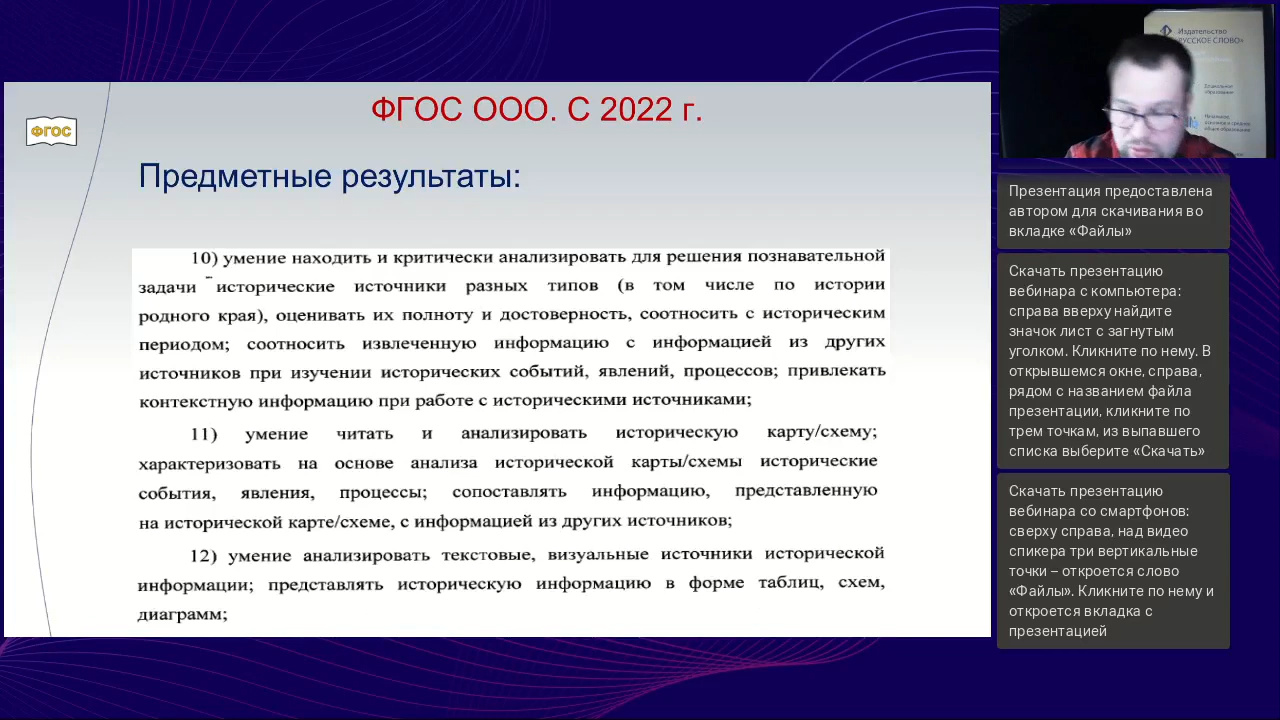 ФГОС ООО. С 2022 г.
ФГОС
Предметные результаты:
10) умение находить и критически анализировать для решения познавательной
задачи исторические источники разных типов (в том числе по истории
родного края), оценивать их полноту и достоверность, соотносить с историческим
периодом; соотносить извлеченную информацию с информацией из других
источников при изучении исторических событий, явлений, процессов; привлекать
контекстную информацию при работе с историческими источниками;
11) умение читать и анализировать историческую карту/схему;
характеризовать на основе анализа исторической карты/схемы исторические
события, явления, процессы; сопоставлять информацию, представленную
на исторической карте/схеме, с информацией из других источников;
12) умение анализировать текстовые, визуальные источники исторической
информации; представлять историческую информацию в форме таблиц, схем,
диаграмм;
Издательство
РУССКОЕ СЛОВО»
Дошкольное
образование
Начальное,
основное и среднее
общее образование
Презентация предоставлена
автором для скачивания во
вкладке «Файлы»
Скачать презентацию
вебинара с компьютера:
справа вверху найдите
значок лист с загнутым
уголком. Кликните по нему. В
открывшемся окне, справа,
рядом с названием файла
презентации, кликните по
трем точкам, из выпавшего
списка выберите «Скачать»
Скачать презентацию
вебинара со смартфонов:
сверху справа, над видео
спикера три вертикальные
точки – откроется слово
«Файлы». Кликните по нему и
откроется вкладка с
презентацией